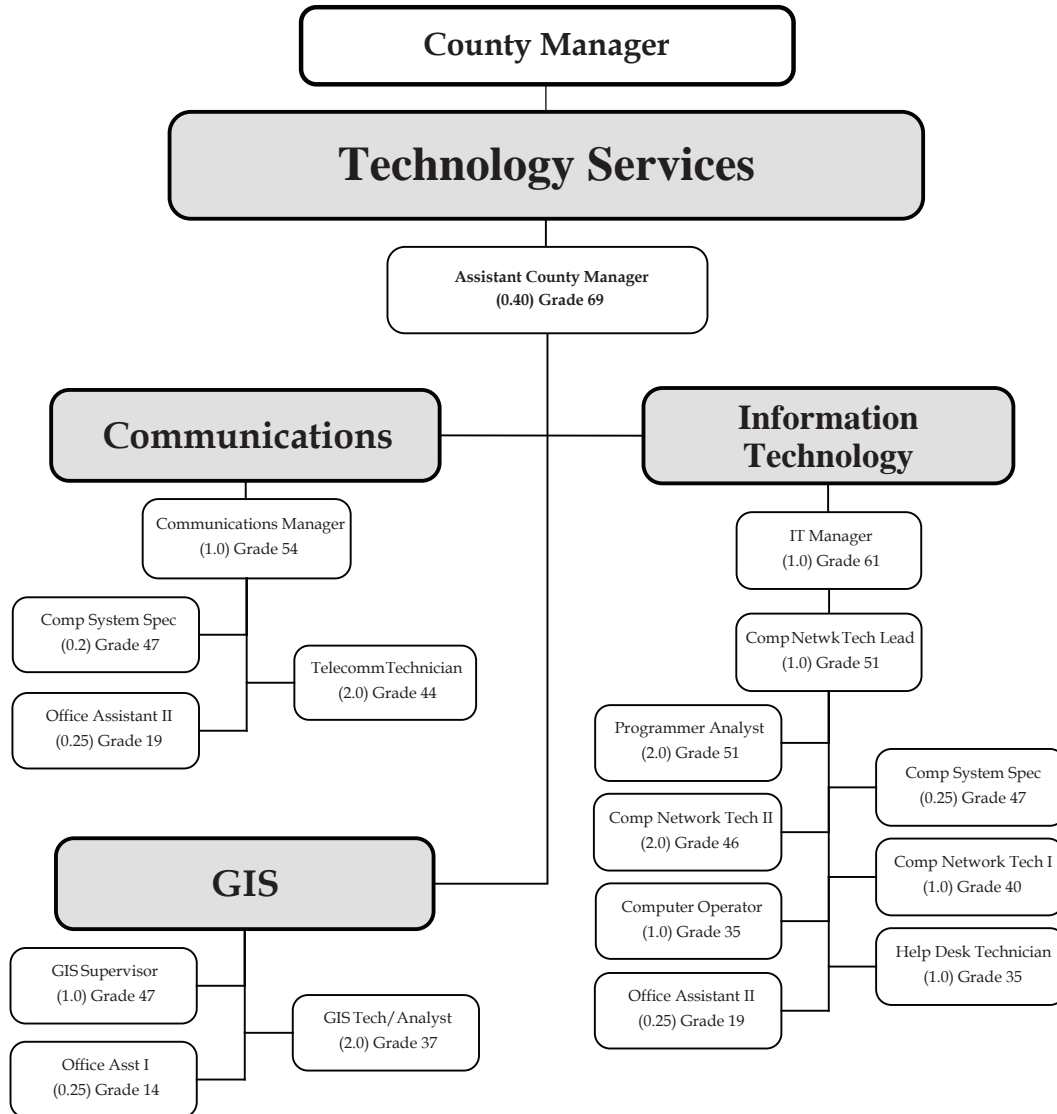 County Manager
Technology Services
Assistant County Manager
(0.40) Grade 69
Communications
Communications Manager
(1.0) Grade 54
Comp System Spec
(0.2) Grade 47
Telecomm Technician
(2.0) Grade 44
Office Assistant II
(0.25) Grade 19
Information
Technology
IT Manager
(1.0) Grade 61
Comp Netwk Tech Lead
(1.0) Grade 51
Programmer Analyst
(2.0) Grade 51
Comp System Spec
(0.25) Grade 47
Comp Network Tech II
(2.0) Grade 46
Comp Network Tech I
(1.0) Grade 40
Computer Operator
(1.0) Grade 35
Help Desk Technician
(1.0) Grade 35
Office Assistant II
(0.25) Grade 19
GIS
GIS Supervisor
(1.0) Grade 47
GIS Tech/Analyst
(2.0) Grade 37
Office Asst I
(0.25) Grade 14